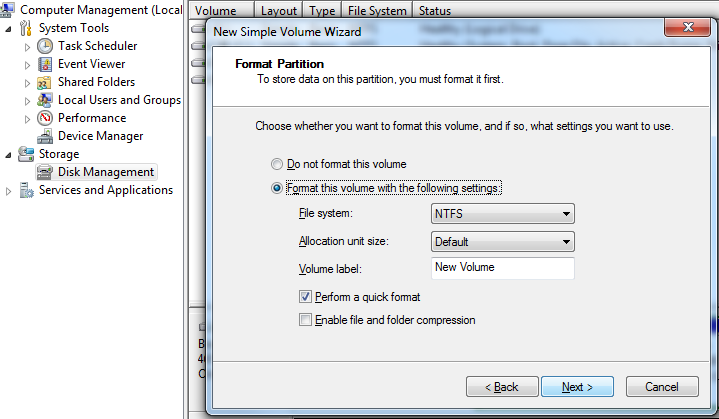 Computer Management (Local
System Tools
Task Scheduler
Event Viewer
Shared Folders
Local Users and Groups
Performance
Device Manager
Storage
Disk Management
Services and Applications
Volume Layout Type File System Status
New Simple Volume Wizard
Format Partition
To store data on this partition, you must format it first.
Choose whether you want to format this volume, and if so, what settings you want to use.
Do not format this volume
Format this volume with the following settings:
File system: NTFS
Allocation unit size: Default
Volume label: New Volume
Perform a quick format
Enable file and folder compression
< Back Next > Cancel